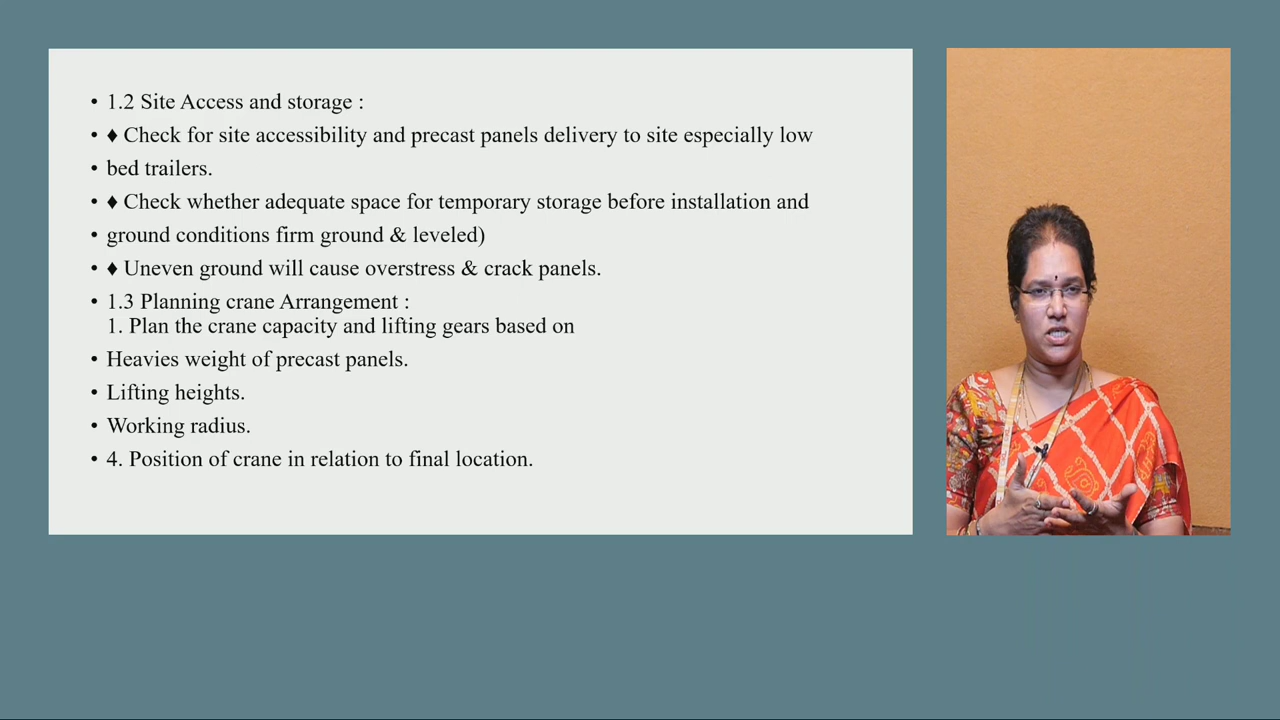 • 1.2 Site Access and storage :
• ♦ Check for site accessibility and precast panels delivery to site especially low
• bed trailers.
• ♦ Check whether adequate space for temporary storage before installation and
• ground conditions firm ground & leveled)
• ♦ Uneven ground will cause overstress & crack panels.
• 1.3 Planning crane Arrangement :
1. Plan the crane capacity and lifting gears based on
• Heavies weight of precast panels.
• Lifting heights.
• Working radius.
• 4. Position of crane in relation to final location.